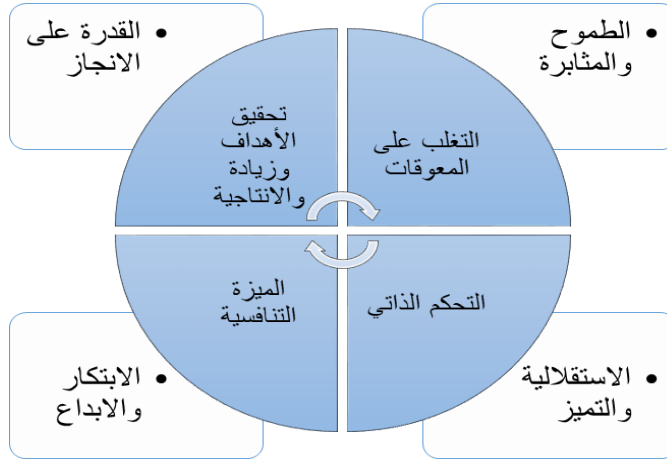 • الطموح
والمثابرة
• القدرة على
الانجاز
التغلب على
المعوقات
تحقيق
الأهداف
وزيادة
والانتاجية
التحكم الذاتي
الميزة
التنافسية
• الاستقلالية
والتميز
• الابتكار
والابداع